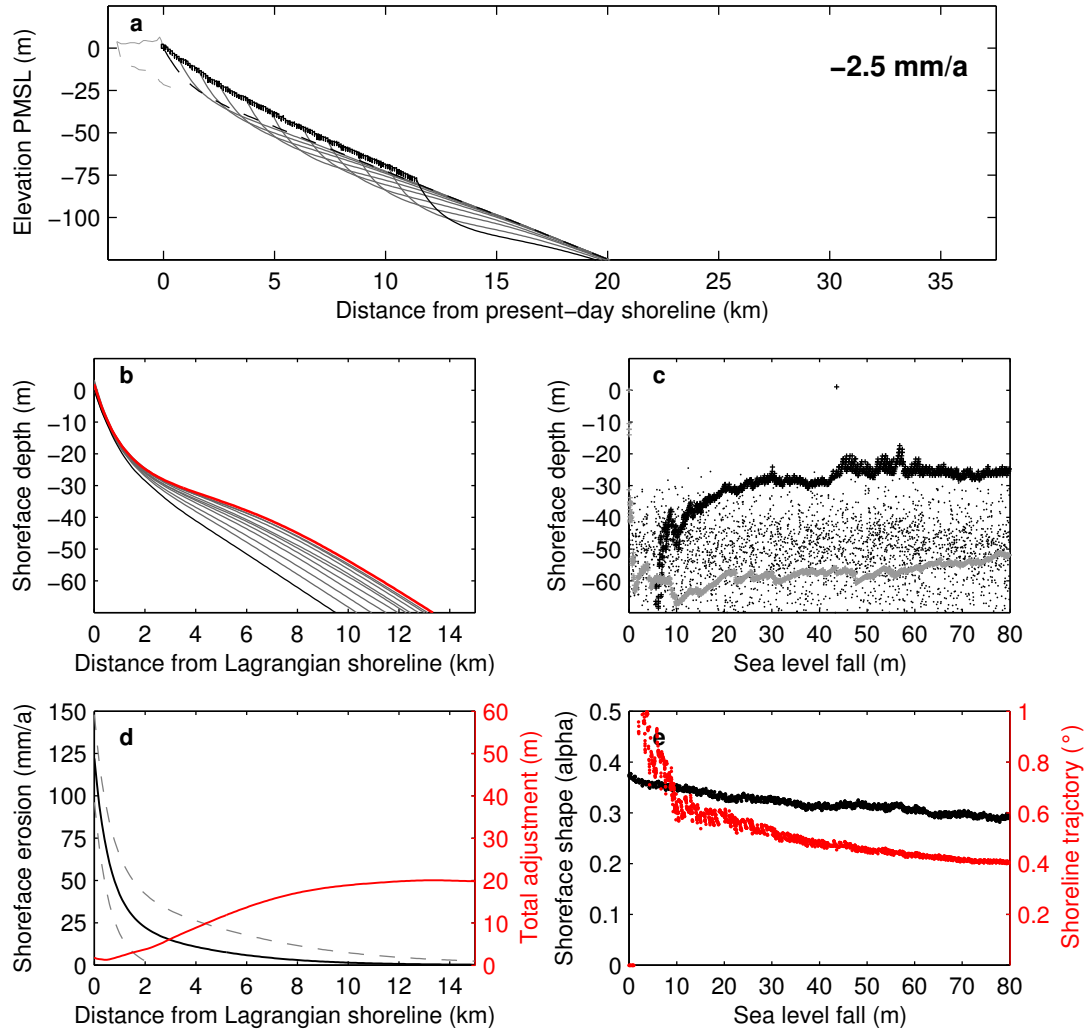 a
−2.5 mm/a
Elevation PMSL (m)
0
−25
−50
−75
−100
0 5 10 15 20 25 30 35
Distance from present−day shoreline (km)
b
Shoreface depth (m)
0
−10
−20
−30
−40
−50
−60
0 2 4 6 8 10 12 14
Distance from Lagrangian shoreline (km)
c
Shoreface depth (m)
0
−10
−20
−30
−40
−50
−60
0 10 20 30 40 50 60 70 80
Sea level fall (m)
d
Shoreface erosion (mm/a)
150
125
100
75
50
25
0
60
50
40
30
20
10
0
Total adjustment (m)
0 2 4 6 8 10 12 14
Distance from Lagrangian shoreline (km)
e
Shoreface shape (alpha)
0.5
0.4
0.3
0.2
0.1
0
1
0.8
0.6
0.4
0.2
Shoreline trajctory (°)
0 10 20 30 40 50 60 70 80
Sea level fall (m)